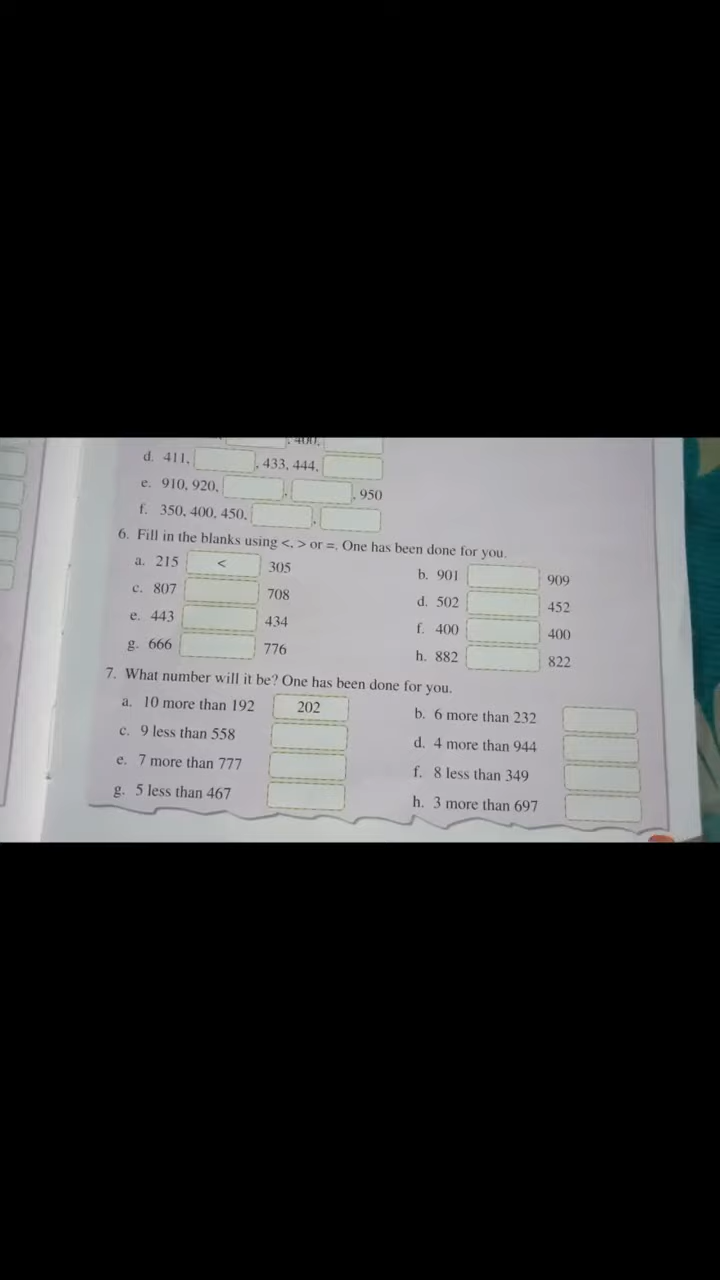 , 400,
d. 411, , 433, 444,
e. 910, 920, , , 950
f. 350, 400, 450, ,
6. Fill in the blanks using <, > or =. One has been done for you.
a. 215 < 305 b. 901 909
c. 807 708 d. 502 452
e. 443 434 f. 400 400
g. 666 776 h. 882 822
7. What number will it be? One has been done for you.
a. 10 more than 192 202 b. 6 more than 232
c. 9 less than 558 d. 4 more than 944
e. 7 more than 777 f. 8 less than 349
g. 5 less than 467 h. 3 more than 697